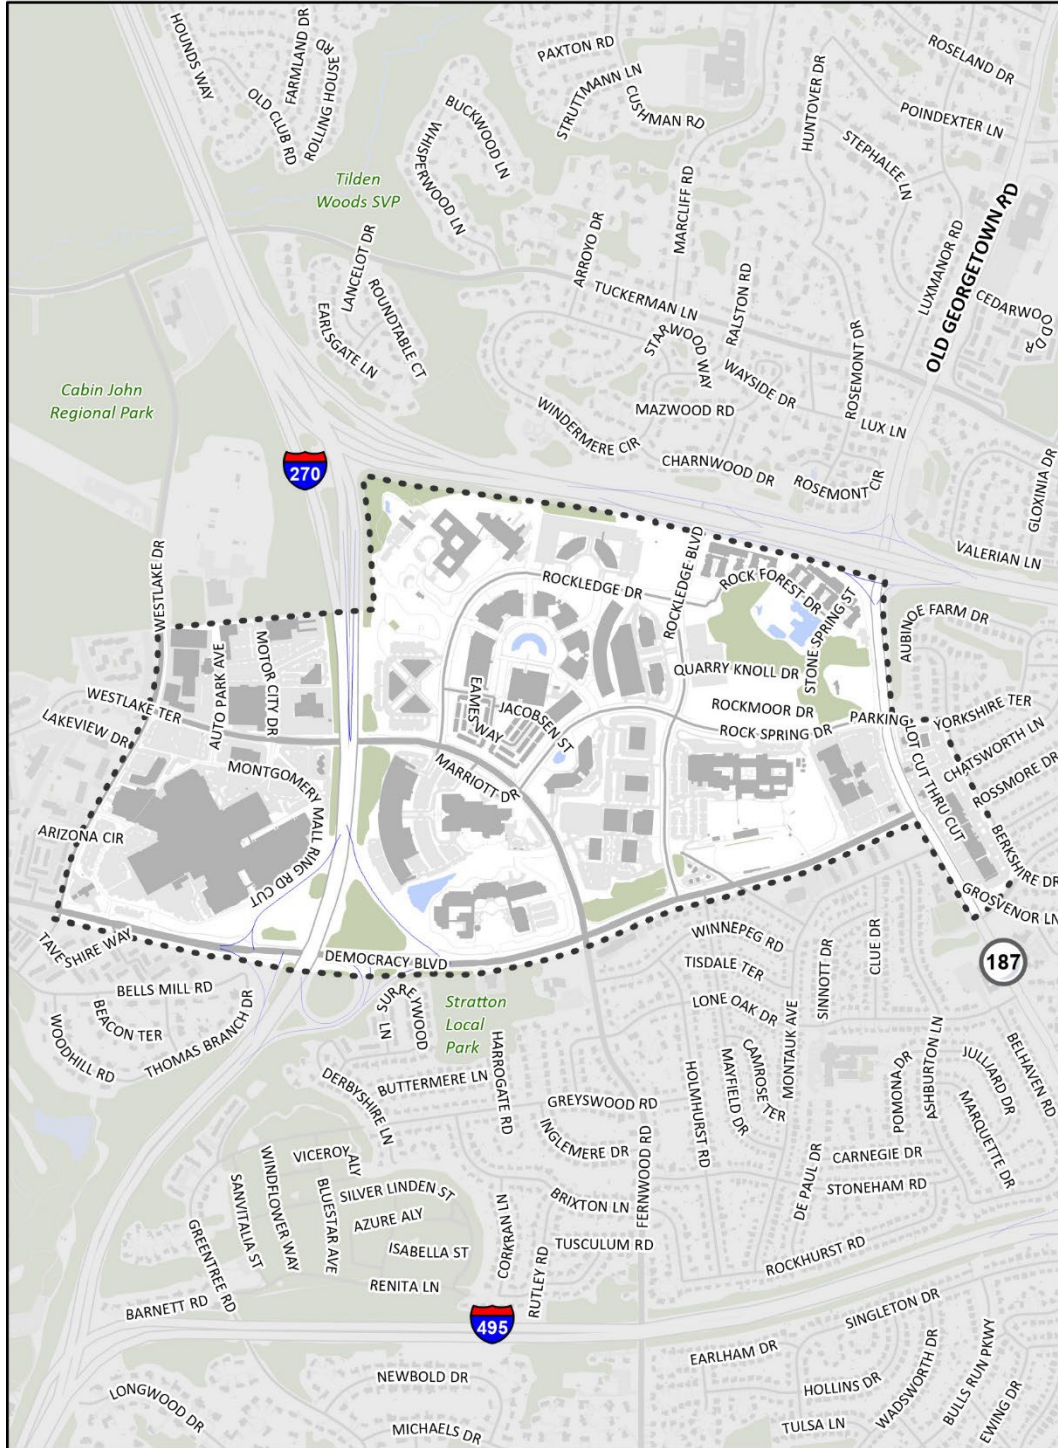 HOUNDS WAY
FARMLAND DR
ROLLING HOUSE RD
OLD CLUB RD
PAXTON RD
STRUTTMANN LN
CUSHMAN RD
BUCKWOOD LN
WHISPERWOOD LN
HUNTOVER DR
ROSELAND DR
POINDEXTER LN
STEPHALEE LN
Tilden
Woods SVP
MARCLIFF RD
ARROYO DR
LANCELOT DR
ROUNDTABLE CT
EARLSGATE LN
TUCKERMAN LN
RALSTON RD
LUXMANOR RD
OLD GEORGETOWN RD
CEDARWOOD DR
STARWOOD WAY
WAYSIDE DR
ROSEMONT DR
Cabin John
Regional Park
WINDERMERE CIR
MAZWOOD RD
LUX LN
CHARNWOOD DR
ROSEMONT CIR
GLOXINIA DR
270
VALERIAN LN
WESTLAKE DR
ROCKLEDGE DR
ROCKLEDGE BLVD
ROCK FOREST DR
STONE SPRING ST
AUBINOE FARM DR
AUTO PARK AVE
MOTOR CITY DR
QUARRY KNOLL DR
WESTLAKE TER
LAKEVIEW DR
EAMES WAY
JACOBSEN ST
ROCKMOOR DR
ROCK SPRING DR
PARKING LOT CUT THRU CUT
YORKSHIRE TER
CHATSWORTH LN
ROSSMORE DR
MARRIOTT DR
MONTGOMERY MALL RING RD CUT
ARIZONA CIR
BERKSHIRE DR
GROSVENOR LN
TAVESHIRE WAY
DEMOCRACY BLVD
187
WINNEPEG RD
TISDALE TER
SINNOTT DR
CLUE DR
BELLS MILL RD
BEACON TER
WOODHILL RD
THOMAS BRANCH DR
SURREYWOOD LN
Stratton
Local
Park
LONE OAK DR
MONTAUK AVE
CAMROSE TER
MAYFIELD DR
HOLMHURST RD
HARROGATE RD
BUTTERMERE LN
DERBYSHIRE LN
GREYSWOOD RD
INGLEMERE DR
FERNWOOD RD
POMONA DR
ASHBURTON LN
JULLIARD DR
BELHAVEN RD
MARQUETTE DR
CARNEGIE DR
STONEHAM RD
DE PAUL DR
VICEROY ALY
SILVER LINDEN ST
AZURE ALY
ISABELLA ST
BLUESTAR AVE
WINDFLOWER WAY
SANVITALIA ST
GREENTREE RD
CORKRAN LN
BRIXTON LN
TUSCULUM RD
RUTLEY RD
RENITA LN
BARNETT RD
ROCKHURST RD
495
SINGLETON DR
EARLHAM DR
HOLLINS DR
TULSA LN
WADSWORTH DR
BULLS RUN PKWY
EWING DR
NEWBOLD DR
MICHAELS DR
LONGWOOD DR